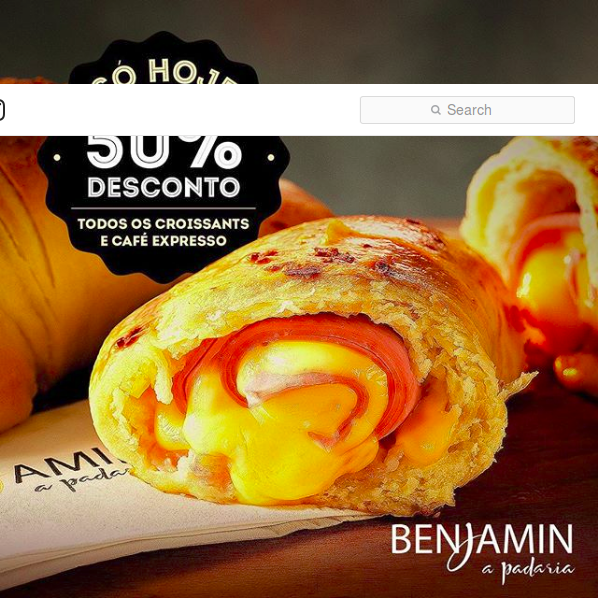 SÓ HOJE
Search
50%
DESCONTO
TODOS OS CROISSANTS
E CAFÉ EXPRESSO
AMI
a pada
BENJAMIN
a padaria